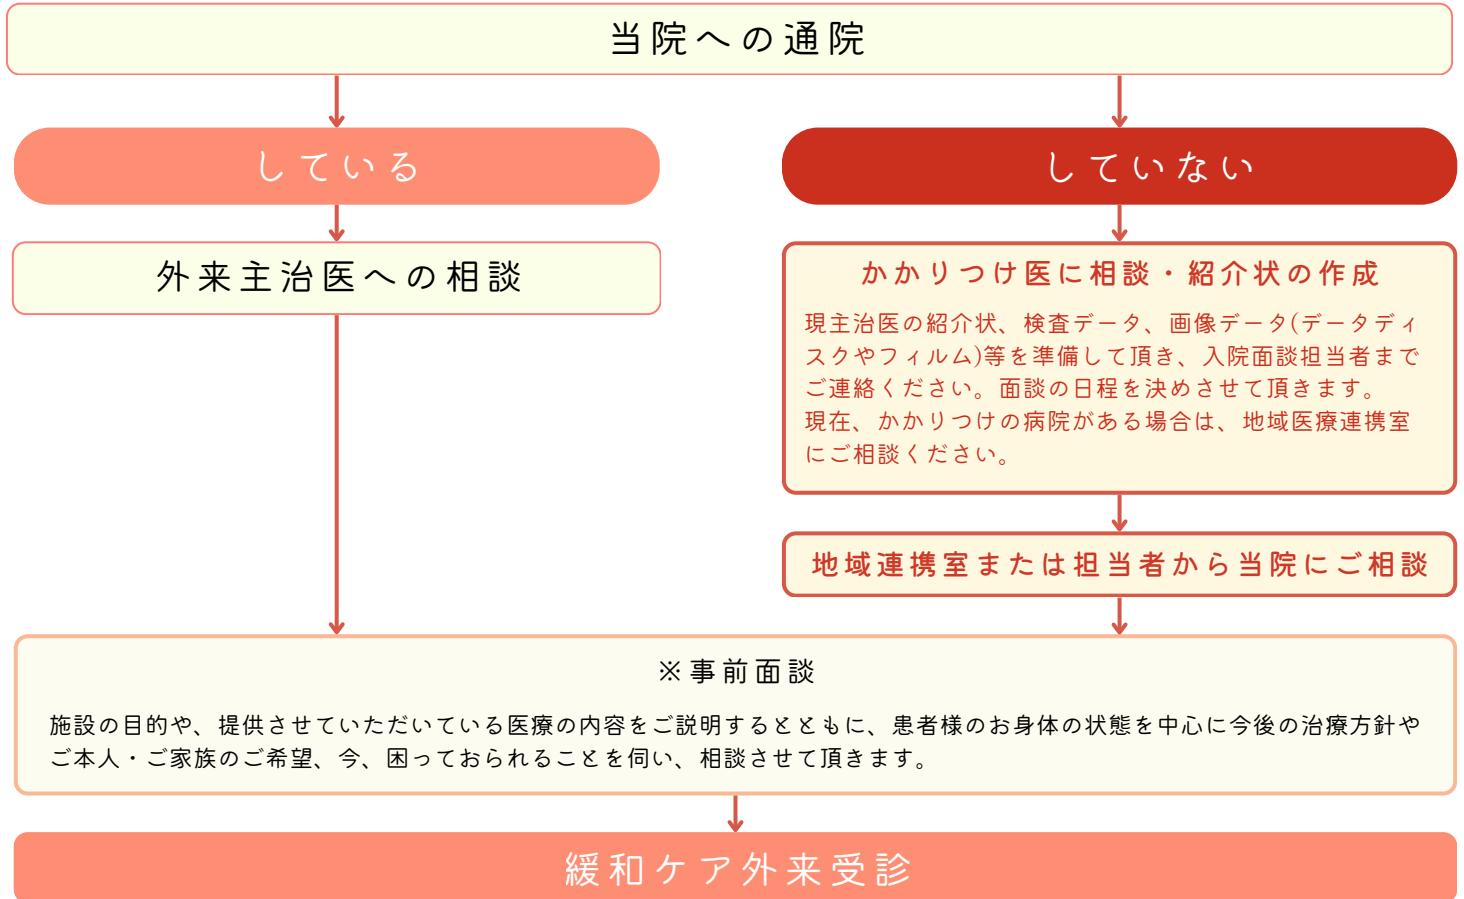 当院への通院
している
していない
外来主治医への相談
かかりつけ医に相談・紹介状の作成
現主治医の紹介状、検査データ、画像データ(データディ
スクやフィルム)等を準備して頂き、入院面談担当者まで
ご連絡ください。面談の日程を決めさせて頂きます。
現在、かかりつけの病院がある場合は、地域医療連携室
にご相談ください。
地域連携室または担当者から当院にご相談
※事前面談
施設の目的や、提供させていただいている医療の内容をご説明するとともに、患者様のお身体の状態を中心に今後の治療方針や
ご本人・ご家族のご希望、今、困っておられることを伺い、相談させて頂きます。
緩和ケア外来受診